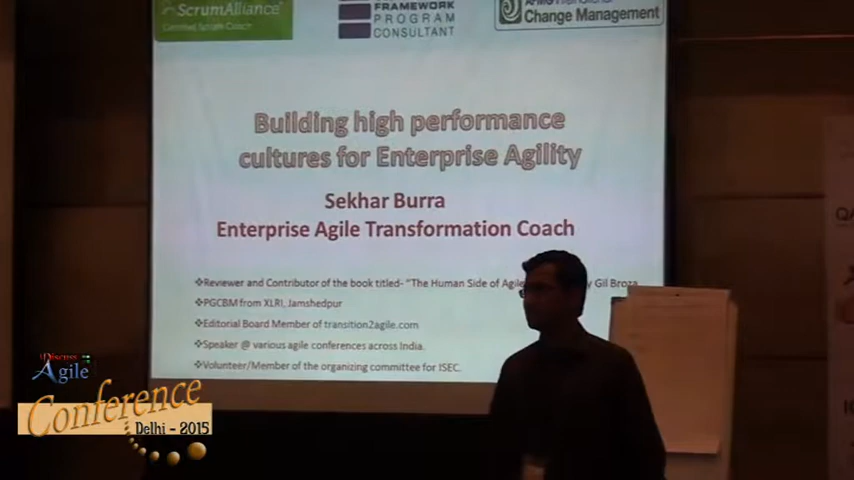 ScrumAlliance
Certified Scrum Coach
FRAMEWORK
PROGRAM
CONSULTANT
Change Management
Building high performance
cultures for Enterprise Agility
Sekhar Burra
Enterprise Agile Transformation Coach
❖Reviewer and Contributor of the book titled- "The Human Side of Agile Gil Broza
❖PGCBM from XLRI, Jamshedpur
❖Editorial Board Member of transition2agile.com
❖Speaker @ various agile conferences across India.
❖Volunteer/Member of the organizing committee for ISEC.
Discuss
Agile
Conference
Delhi - 2015